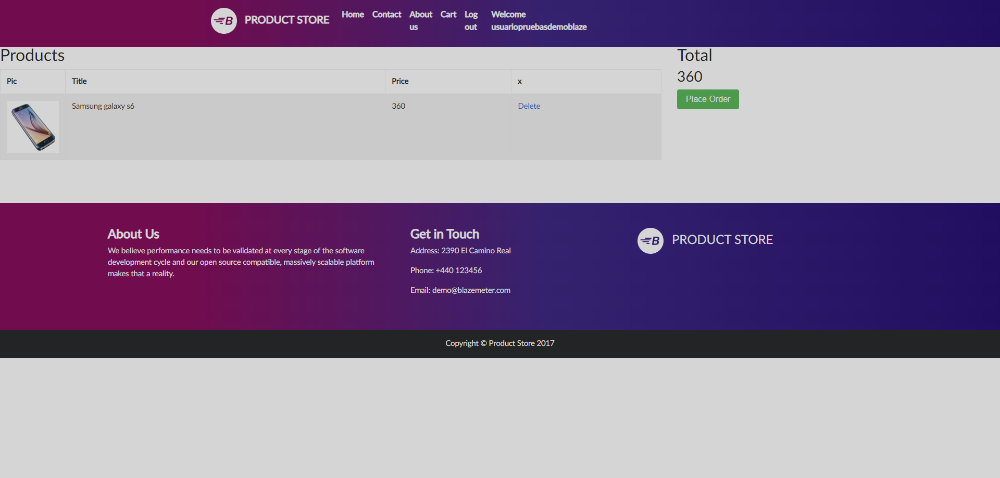 B PRODUCT STORE Home Contact About us Cart Log out Welcome usuariopruebasdemoblaze
Products
Total
360
Place Order
Pic Title Price x
Samsung galaxy s6 360 Delete
About Us
We believe performance needs to be validated at every stage of the software
development cycle and our open source compatible, massively scalable platform
makes that a reality.
Get in Touch
Address: 2390 El Camino Real
Phone: +440 123456
Email: demo@blazemeter.com
B PRODUCT STORE
Copyright © Product Store 2017